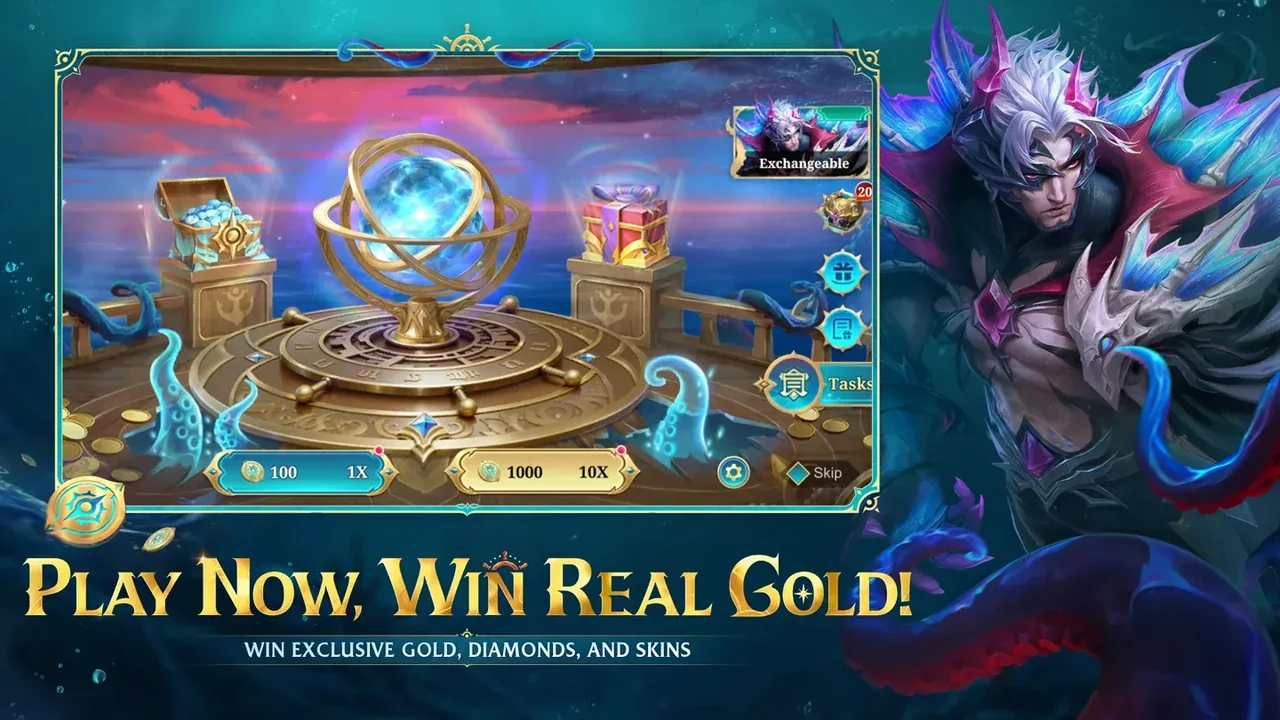 Exchangeable
20
Tasks
100 1X
1000 10X
Skip
PLAY NOW, WIN REAL GOLD!
WIN EXCLUSIVE GOLD, DIAMONDS, AND SKINS